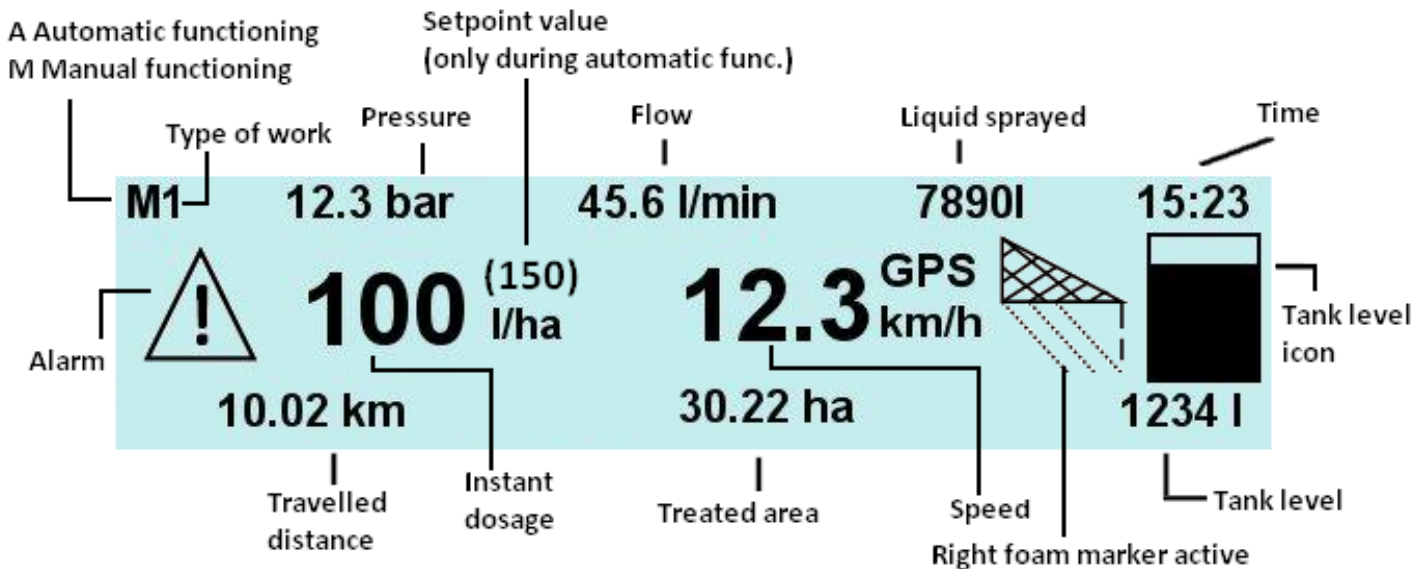 A Automatic functioning
M Manual functioning
Setpoint value
(only during automatic func.)
Type of work
Pressure
Flow
Liquid sprayed
Time
M1
12.3 bar
45.6 l/min
7890l
15:23
Alarm
!
100
(150)
l/ha
12.3
GPS
km/h
Tank level
icon
10.02 km
30.22 ha
1234 l
Travelled
distance
Instant
dosage
Treated area
Speed
Tank level
Right foam marker active